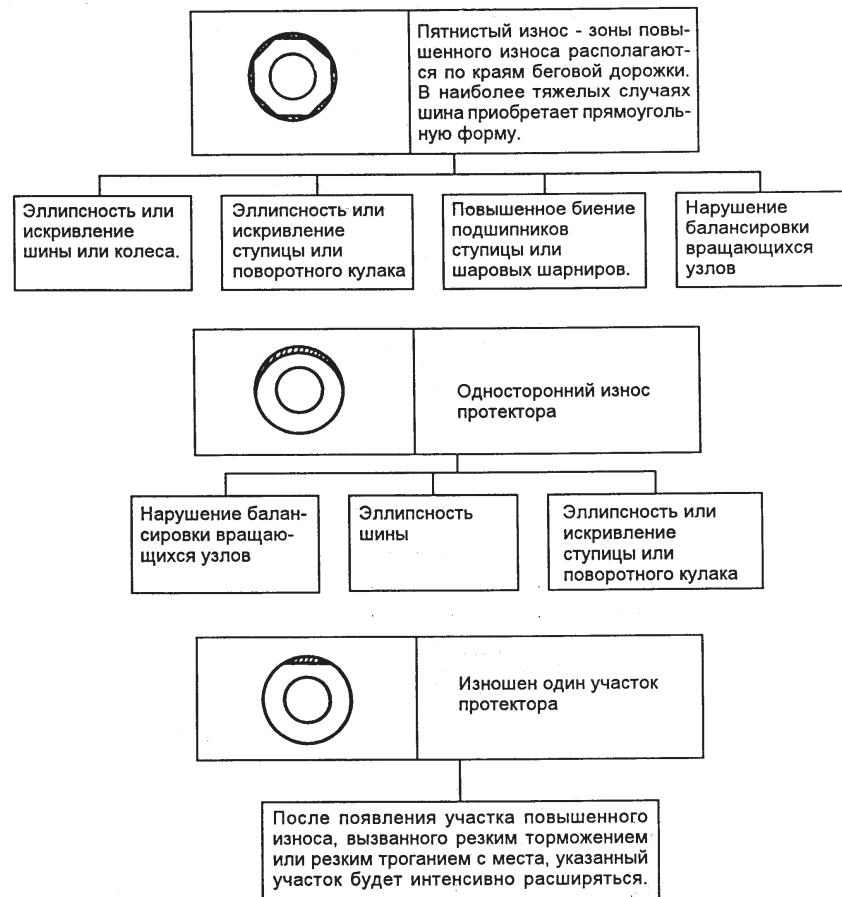 Пятнистый износ - зоны повы-
шенного износа располагают-
ся по краям беговой дорожки.
В наиболее тяжелых случаях
шина приобретает прямоуголь-
ную форму.
Эллипсность или
искривление
шины или колеса.
Эллипсность или
искривление
ступицы или
поворотного кулака
Повышенное биение
подшипников
ступицы или
шаровых шарниров.
Нарушение
балансировки
вращающихся
узлов
Односторонний износ
протектора
Нарушение балан-
сировки вращаю-
щихся узлов
Эллипсность
шины
Эллипсность или
искривление
ступицы или
поворотного кулака
Изношен один участок
протектора
После появления участка повышенного
износа, вызванного резким торможением
или резким троганием с места, указанный
участок будет интенсивно расширяться.